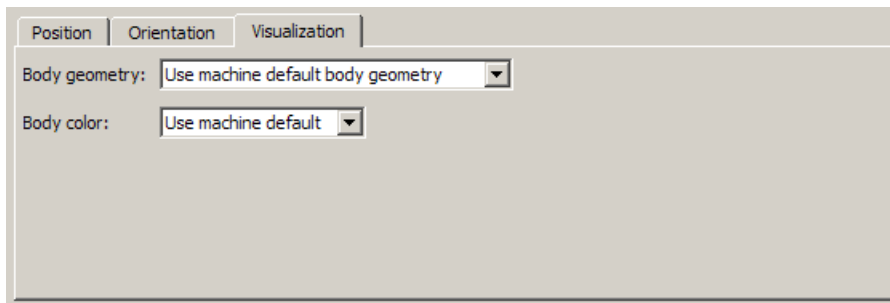 Position Orientation Visualization
Body geometry: Use machine default body geometry
Body color: Use machine default